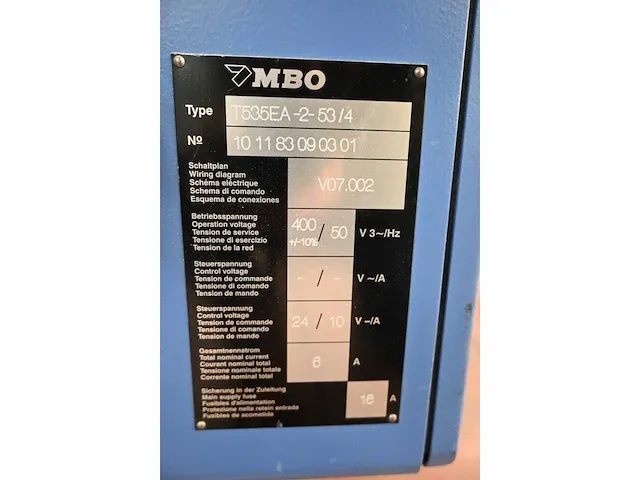 MBO
Type T535EA-2-53/4
Nº 10 11 83 09 03 01
Schaltplan
Wiring diagram
Schéma eléctrique
Schema di comando
Esquema de conexiones
V07.002
Betriebsspannung
Operation voltage
Tension de service
Tensione di esercizio
Tension de la red
400 / 50 V 3~/Hz
+/-10%
Steuerspannung
Control voltage
Tension de commande
Tensione di comando
Tension de mando
- / - V ~/A
Steuerspannung
Control voltage
Tension de commande
Tensione di comando
Tension de mando
24 / 10 V -/A
Gesamtnennstrom
Total nominal current
Courant nominal total
Tensione nominale totale
Corrente nominal total
6 A
Sicherung in der Zuleitung
Main supply fuse
Fusibles d'alimentation
Protezione nella retein entrada
Fusibles de acometida
16 A